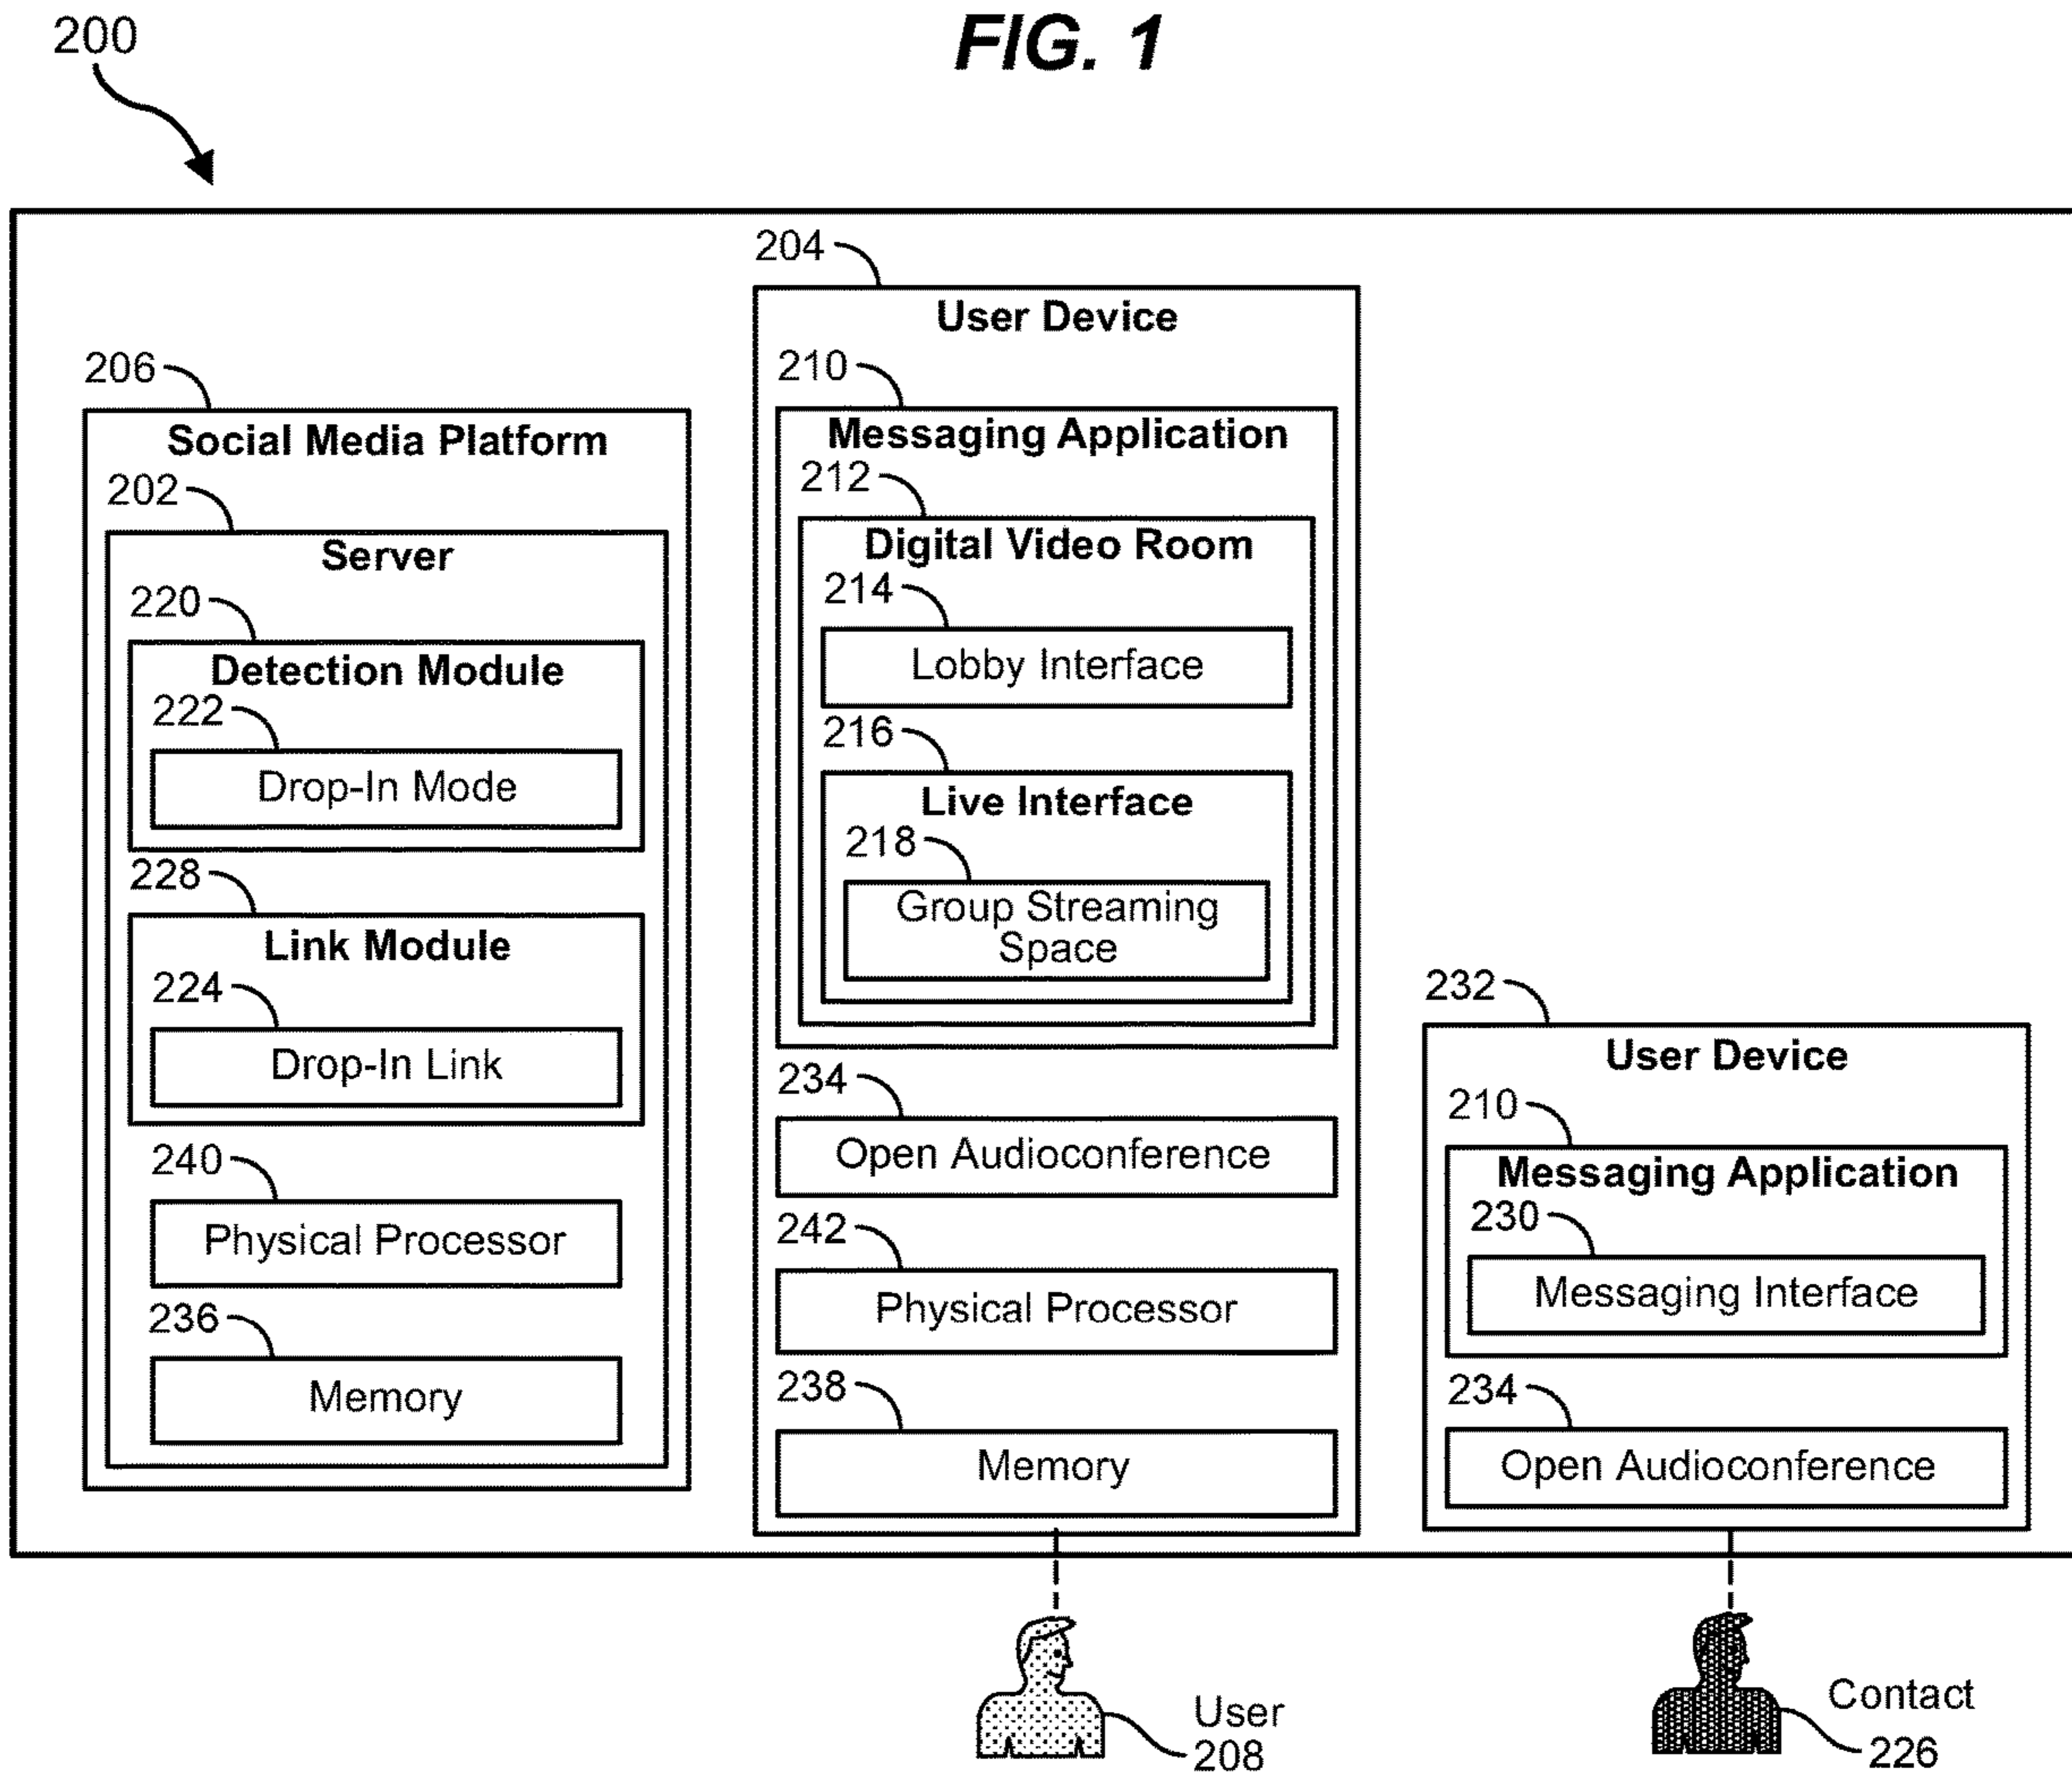 FIG. 1
200
206
Social Media Platform
202
Server
220
Detection Module
222
Drop-In Mode
228
Link Module
224
Drop-In Link
240
Physical Processor
236
Memory
204
User Device
210
Messaging Application
212
Digital Video Room
214
Lobby Interface
216
Live Interface
218
Group Streaming
Space
234
Open Audioconference
242
Physical Processor
238
Memory
232
User Device
210
Messaging Application
230
Messaging Interface
234
Open Audioconference
User
208
Contact
226